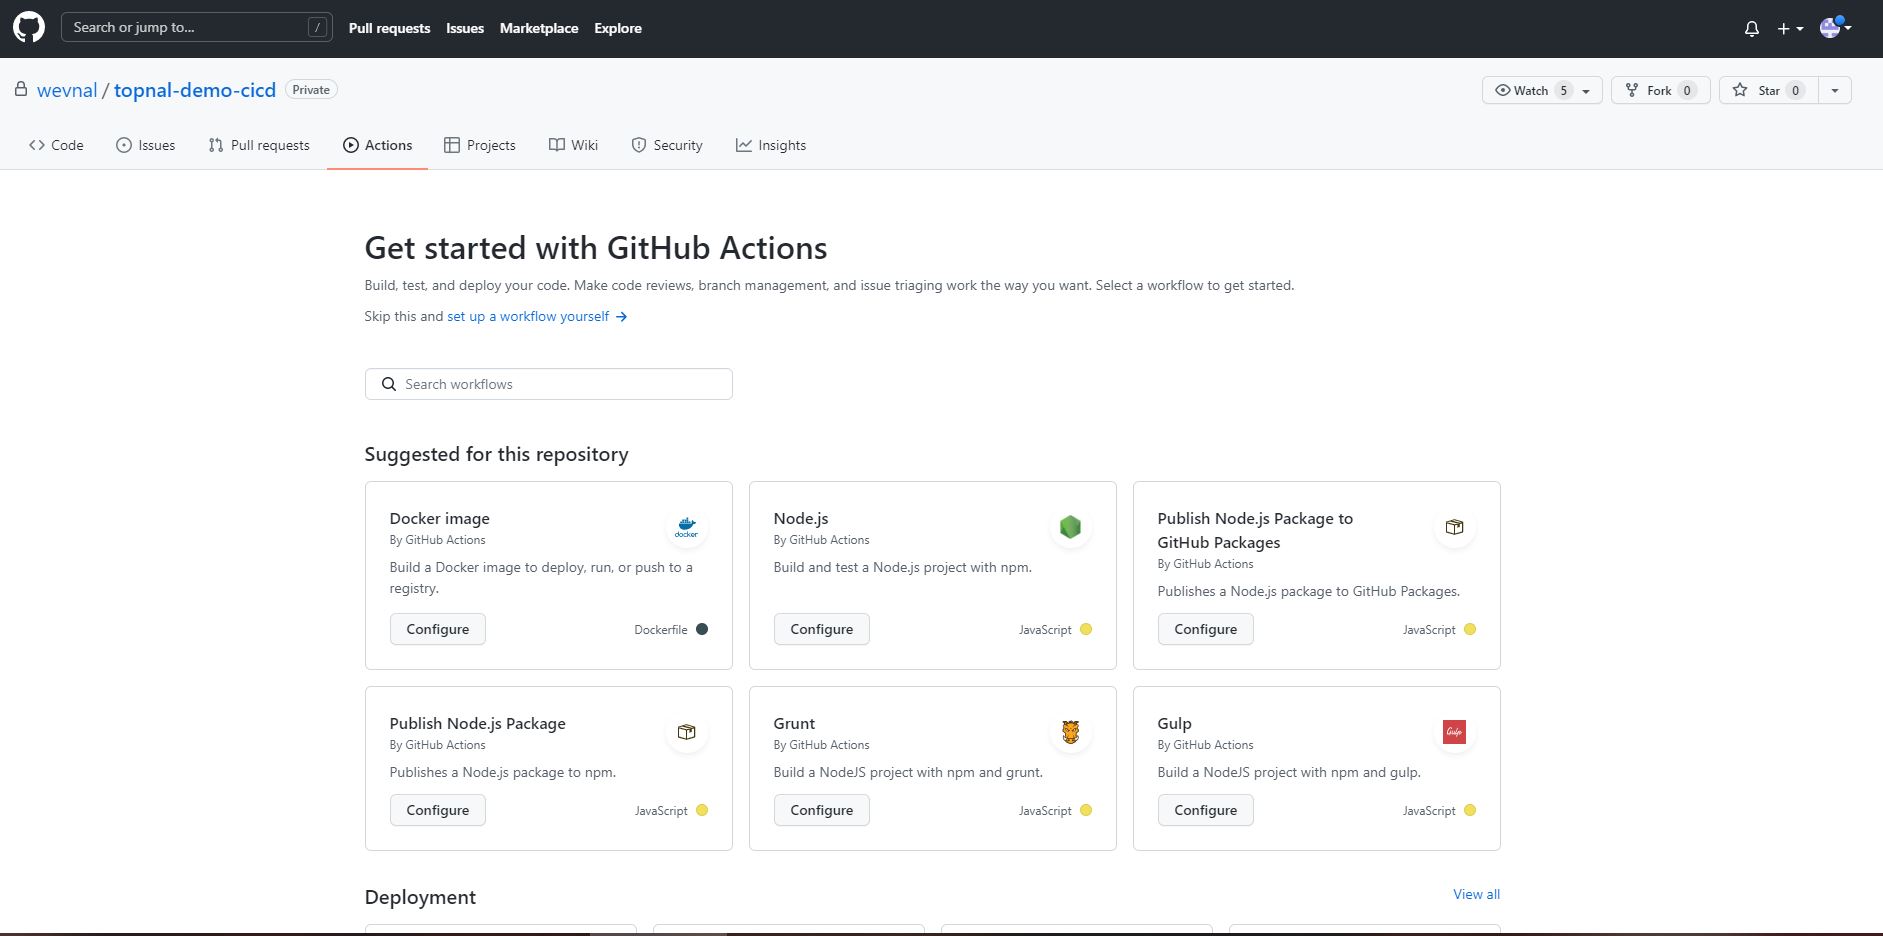 Search or jump to... /
Pull requests Issues Marketplace Explore
wevnal / topnal-demo-cicd Private
Watch 5 Fork 0 Star 0
Code Issues Pull requests Actions Projects Wiki Security Insights
Get started with GitHub Actions
Build, test, and deploy your code. Make code reviews, branch management, and issue triaging work the way you want. Select a workflow to get started.
Skip this and set up a workflow yourself →
Search workflows
Suggested for this repository
Docker image
By GitHub Actions
docker
Build a Docker image to deploy, run, or push to a
registry.
Configure Dockerfile
Node.js
By GitHub Actions
Build and test a Node.js project with npm.
Configure JavaScript
Publish Node.js Package to
GitHub Packages
By GitHub Actions
Publishes a Node.js package to GitHub Packages.
Configure JavaScript
Publish Node.js Package
By GitHub Actions
Publishes a Node.js package to npm.
Configure JavaScript
Grunt
By GitHub Actions
Build a NodeJS project with npm and grunt.
Configure JavaScript
Gulp
By GitHub Actions
Gulp
Build a NodeJS project with npm and gulp.
Configure JavaScript
Deployment View all